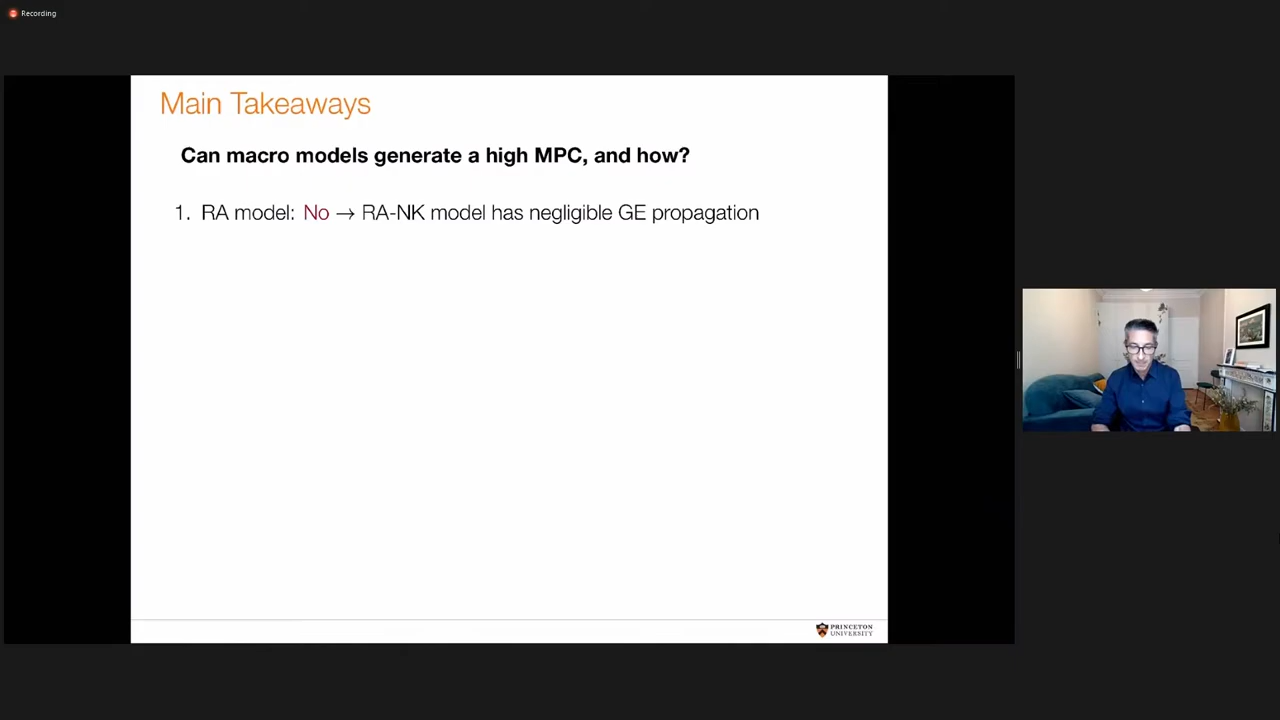 Recording
Main Takeaways
Can macro models generate a high MPC, and how?
1. RA model: No → RA-NK model has negligible GE propagation
PRINCETON
UNIVERSITY